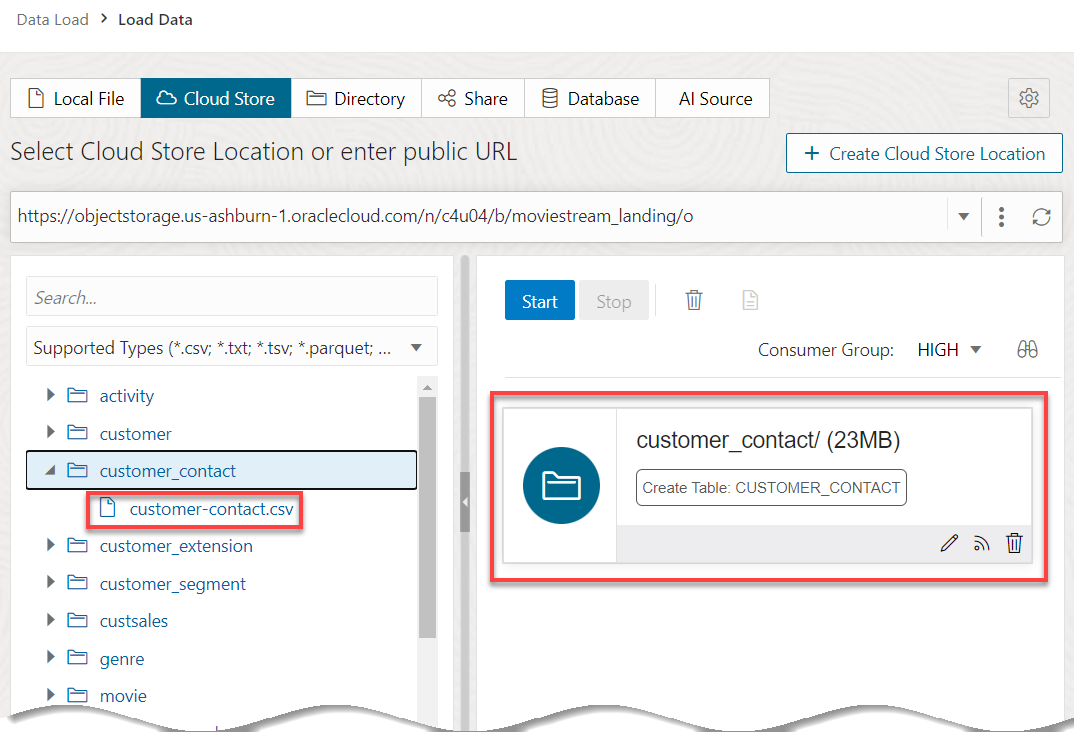 Data Load > Load Data
Local File
Cloud Store
Directory
Share
Database
AI Source
Select Cloud Store Location or enter public URL
+ Create Cloud Store Location
https://objectstorage.us-ashburn-1.oraclecloud.com/n/c4u04/b/moviestream_landing/o
Search...
Supported Types (*.csv; *.txt; *.tsv; *.parquet; ...
activity
customer
customer_contact
customer-contact.csv
customer_extension
customer_segment
custsales
genre
movie
Start
Stop
Consumer Group: HIGH
customer_contact/ (23MB)
Create Table: CUSTOMER_CONTACT